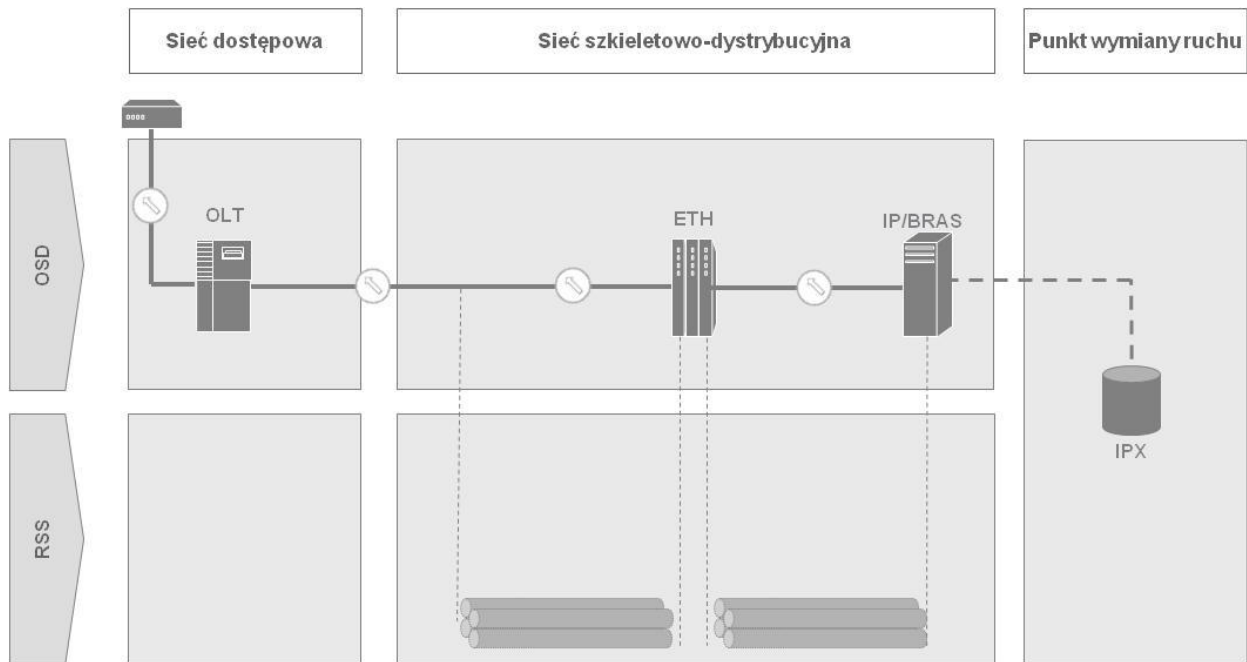 Sieć dostępowa
Sieć szkieletowo-dystrybucyjna
Punkt wymiany ruchu
OSD
OLT
ETH
IP/BRAS
IPX
RSS